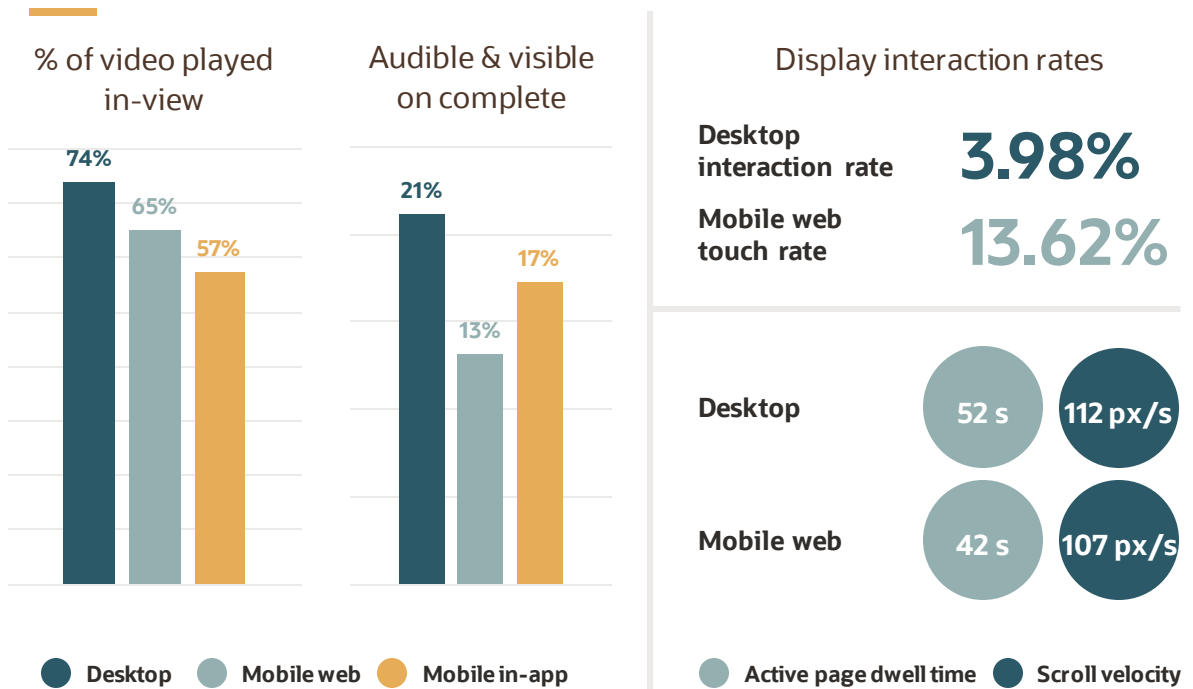 % of video played
in-view
74%
65%
57%
Audible & visible
on complete
21%
13%
17%
Desktop
Mobile web
Mobile in-app
Display interaction rates
Desktop
interaction rate
3.98%
Mobile web
touch rate
13.62%
Desktop
52 s
112 px/s
Mobile web
42 s
107 px/s
Active page dwell time
Scroll velocity